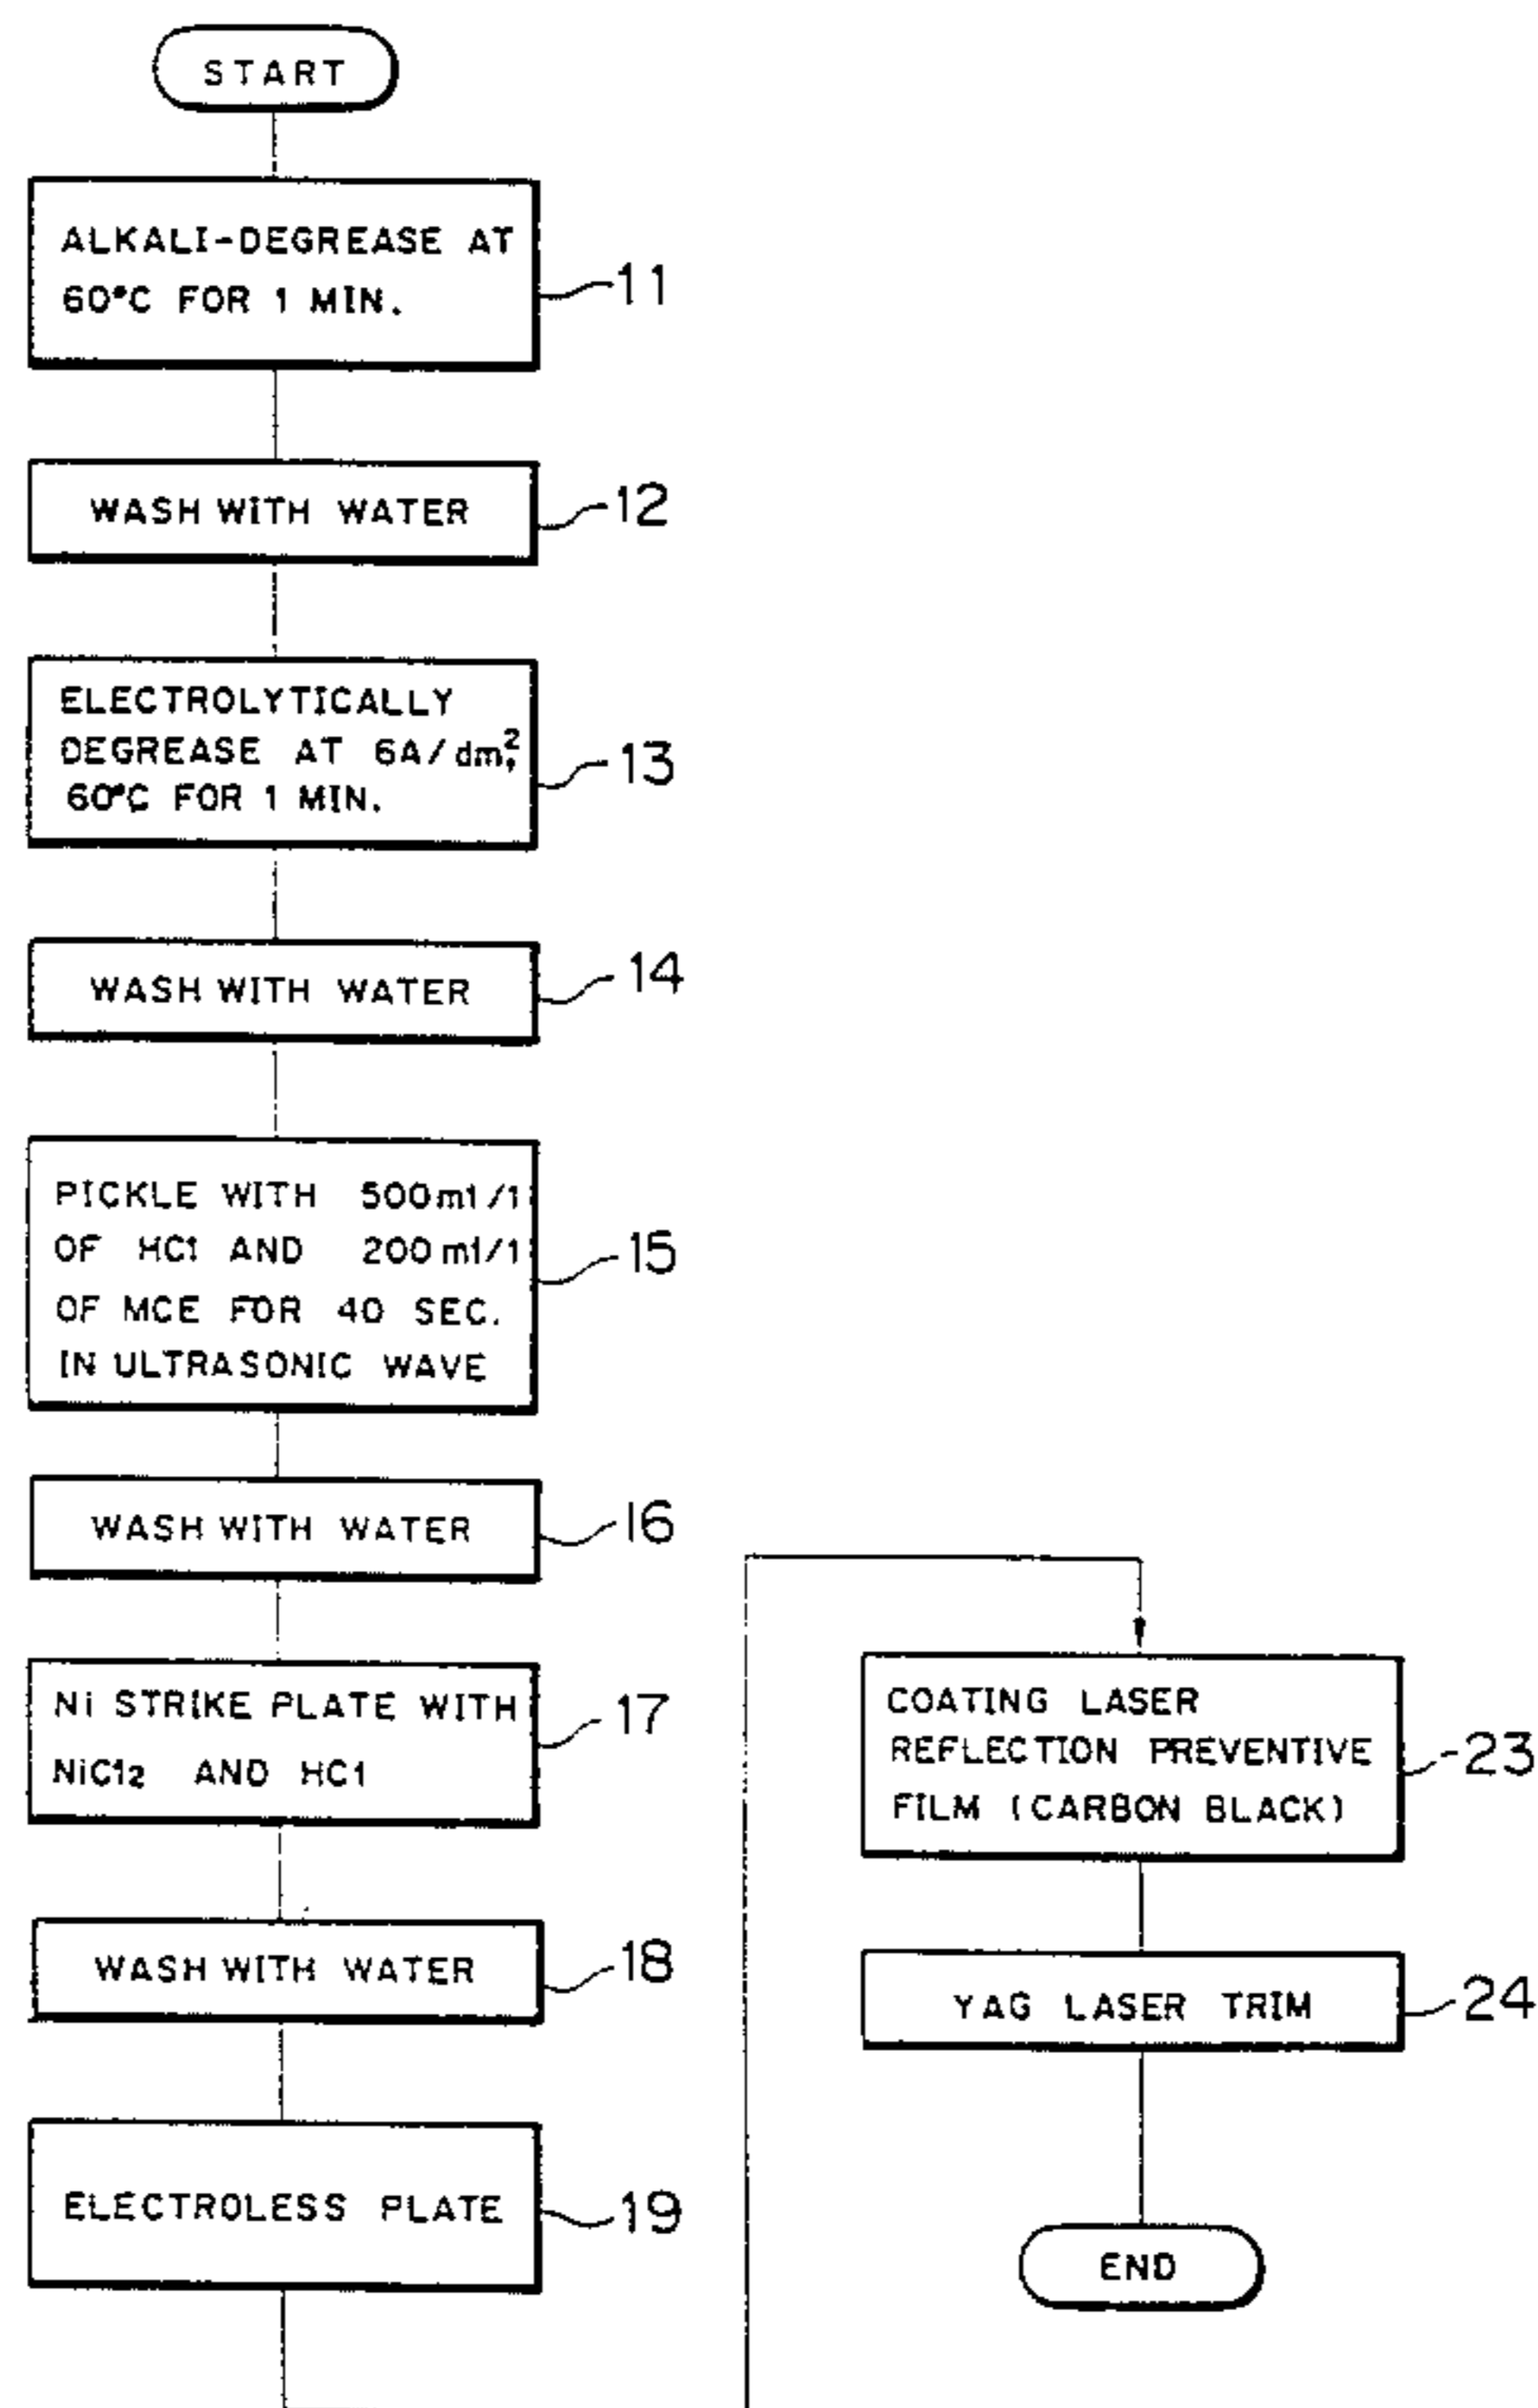 START
ALKALI-DEGREASE AT
60°C FOR 1 MIN.
11
WASH WITH WATER
12
ELECTROLYTICALLY
DEGREASE AT 6A/dm²,
60°C FOR 1 MIN.
13
WASH WITH WATER
14
PICKLE WITH 500ml/l
OF HCl AND 200ml/l
OF MCE FOR 40 SEC.
IN ULTRASONIC WAVE
15
WASH WITH WATER
16
Ni STRIKE PLATE WITH
NiCl₂ AND HCl
17
WASH WITH WATER
18
ELECTROLESS PLATE
19
COATING LASER
REFLECTION PREVENTIVE
FILM (CARBON BLACK)
23
YAG LASER TRIM
24
END